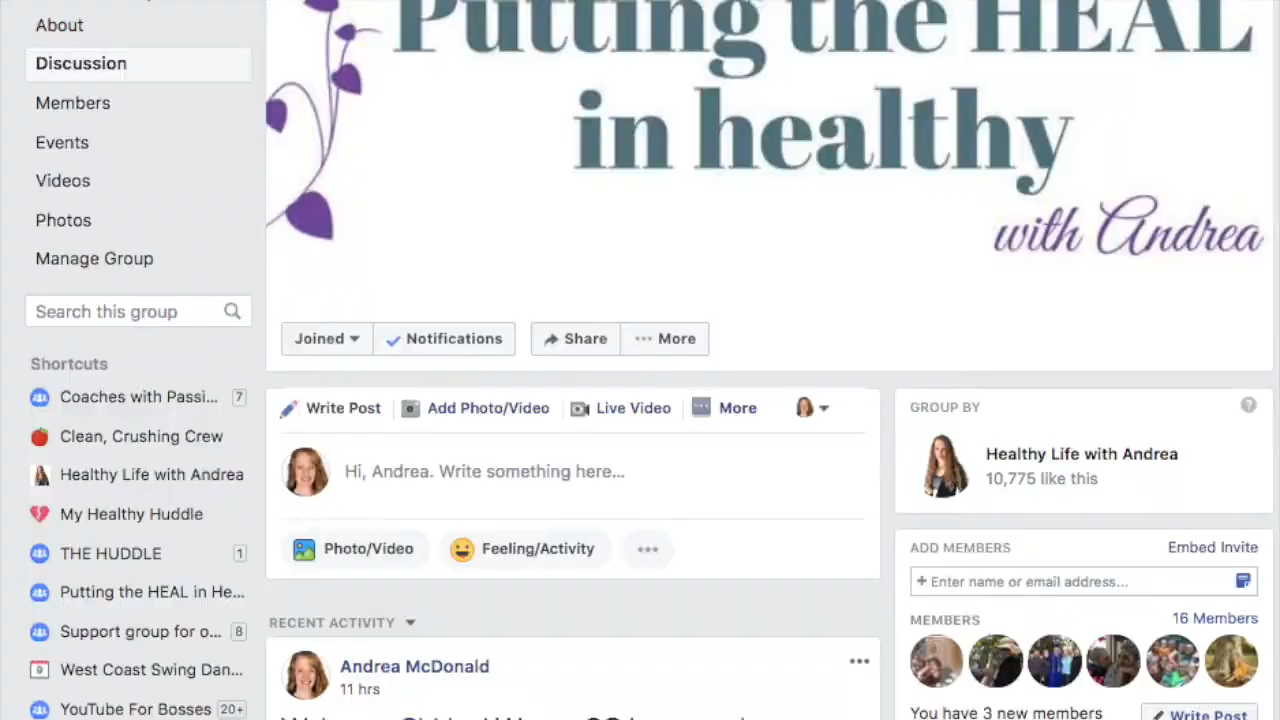 About
Discussion
Members
Events
Videos
Photos
Manage Group
Search this group
Shortcuts
Coaches with Passi... 7
Clean, Crushing Crew
Healthy Life with Andrea
My Healthy Huddle
THE HUDDLE 1
Putting the HEAL in He...
Support group for o... 8
West Coast Swing Dan...
YouTube For Bosses 20+
Putting the HEAL
in healthy
with Andrea
Joined Notifications Share More
Write Post Add Photo/Video Live Video More
Hi, Andrea. Write something here...
Photo/Video Feeling/Activity
RECENT ACTIVITY
Andrea McDonald
11 hrs
GROUP BY
Healthy Life with Andrea
10,775 like this
ADD MEMBERS Embed Invite
+ Enter name or email address...
MEMBERS 16 Members
You have 3 new members
Write Post